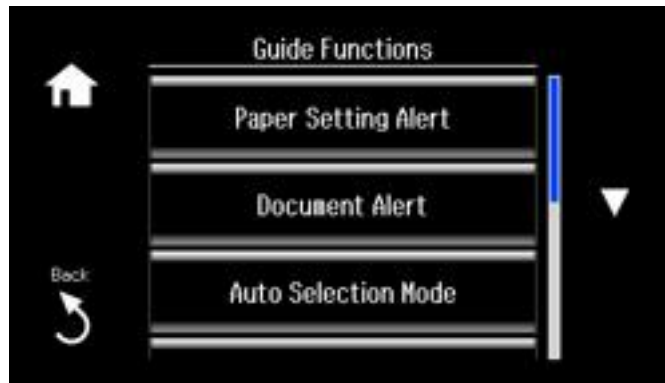 Guide Functions
Paper Setting Alert
Document Alert
Back
Auto Selection Mode